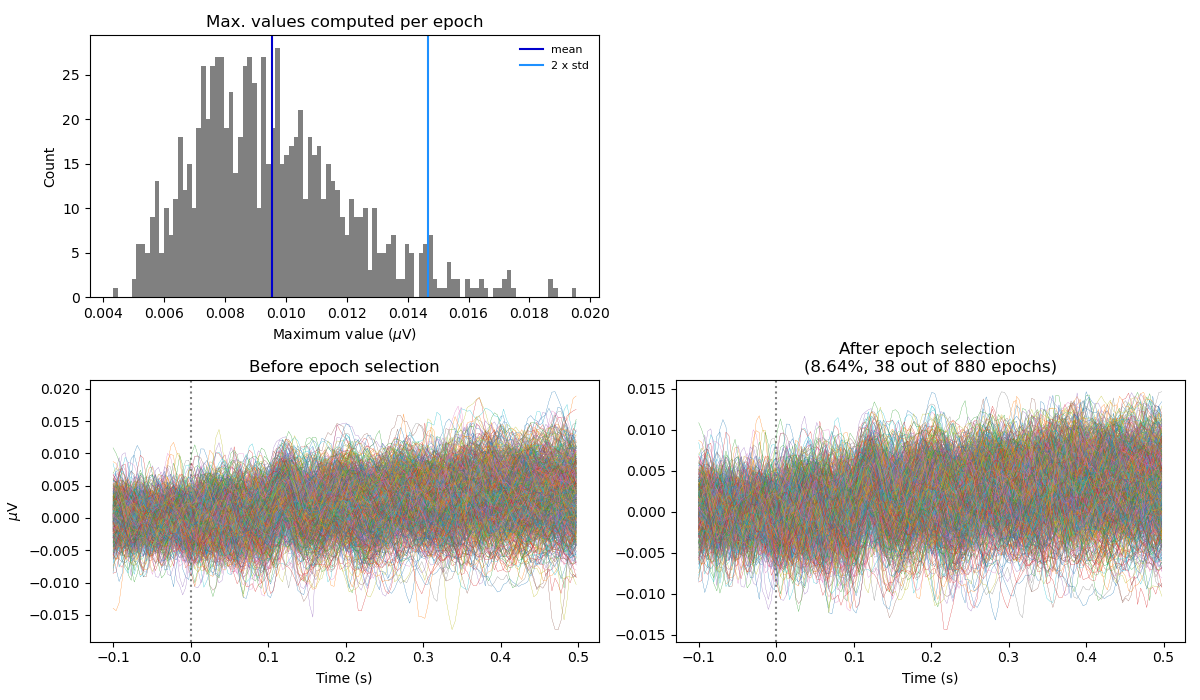 Max. values computed per epoch
mean
2 x std
Count
25
20
15
10
5
0
0.004 0.006 0.008 0.010 0.012 0.014 0.016 0.018 0.020
Maximum value (μV)
Before epoch selection
μV
0.020
0.015
0.010
0.005
0.000
−0.005
−0.010
−0.015
−0.1 0.0 0.1 0.2 0.3 0.4 0.5
Time (s)
After epoch selection
(8.64%, 38 out of 880 epochs)
0.015
0.010
0.005
0.000
−0.005
−0.010
−0.015
−0.1 0.0 0.1 0.2 0.3 0.4 0.5
Time (s)